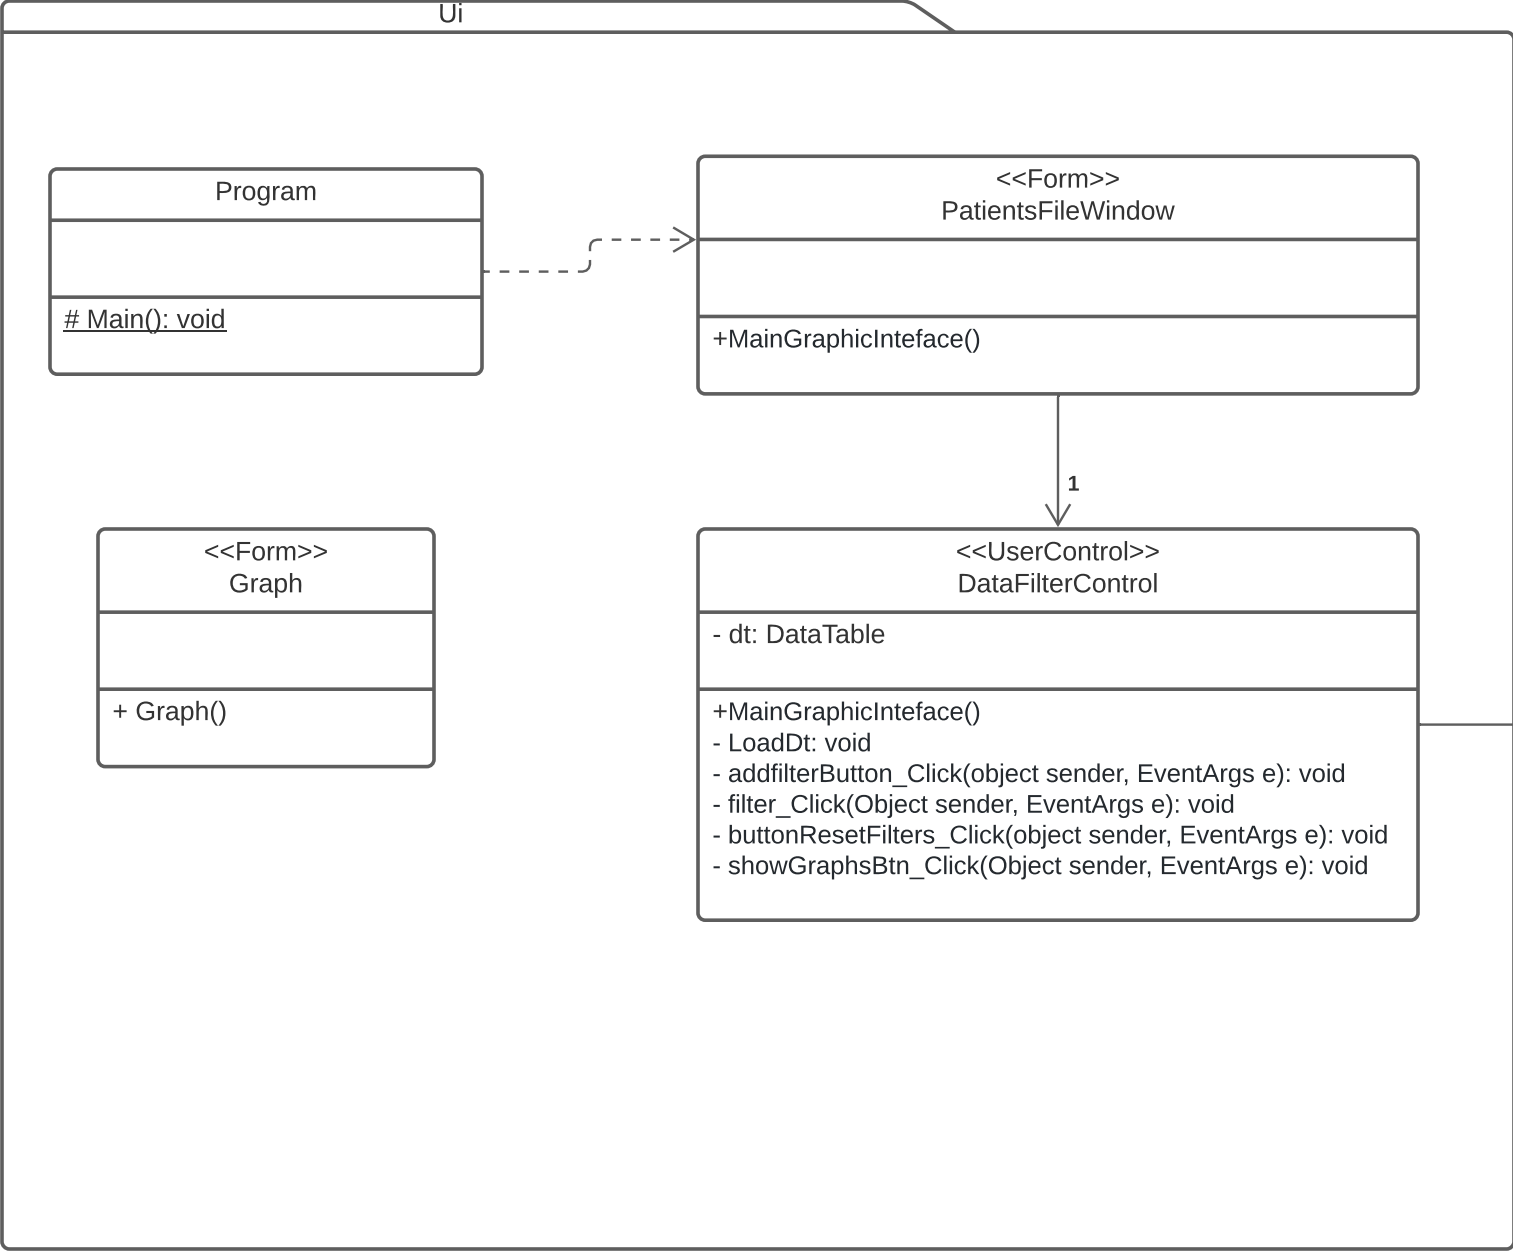 Ui
Program
# Main(): void
<<Form>>
PatientsFileWindow
+MainGraphicInteface()
1
<<Form>>
Graph
+ Graph()
<<UserControl>>
DataFilterControl
- dt: DataTable
+MainGraphicInteface()
- LoadDt: void
- addfilterButton_Click(object sender, EventArgs e): void
- filter_Click(Object sender, EventArgs e): void
- buttonResetFilters_Click(object sender, EventArgs e): void
- showGraphsBtn_Click(Object sender, EventArgs e): void